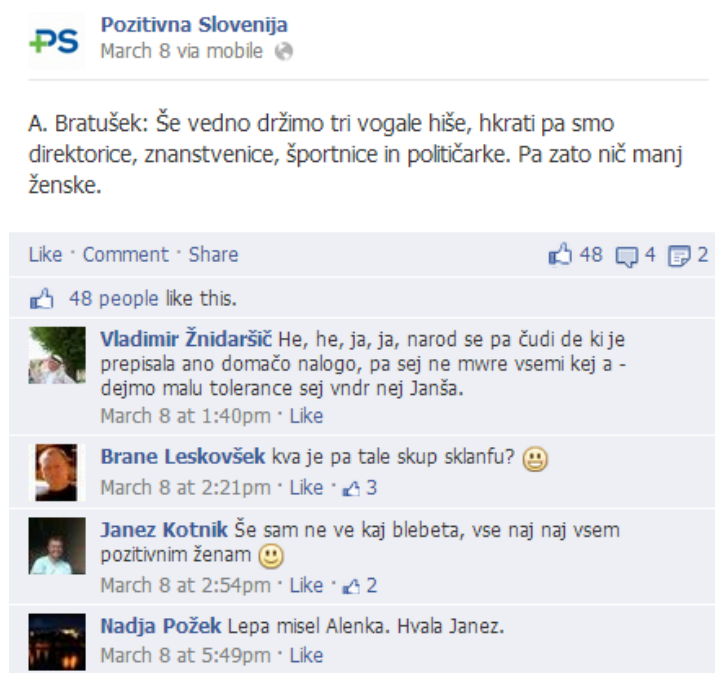 PS
Pozitivna Slovenija
March 8 via mobile
A. Bratušek: Še vedno držimo tri vogale hiše, hkrati pa smo
direktorice, znanstvenice, športnice in političarke. Pa zato nič manj
ženske.
Like · Comment · Share 48 4 2
48 people like this.
Vladimir Žnidaršič He, he, ja, ja, narod se pa čudi de ki je
prepisala ano domačo nalogo, pa sej ne mwre vsemi kej a -
dejmo malu tolerance sej vndr nej Janša.
March 8 at 1:40pm · Like
Brane Leskovšek kva je pa tale skup sklanfu?
March 8 at 2:21pm · Like · 3
Janez Kotnik Še sam ne ve kaj blebeta, vse naj naj vsem
pozitivnim ženam
March 8 at 2:54pm · Like · 2
Nadja Požek Lepa misel Alenka. Hvala Janez.
March 8 at 5:49pm · Like